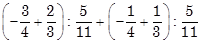 (-3/4 + 2/3) : 5/11 + (-1/4 + 1/3) : 5/11